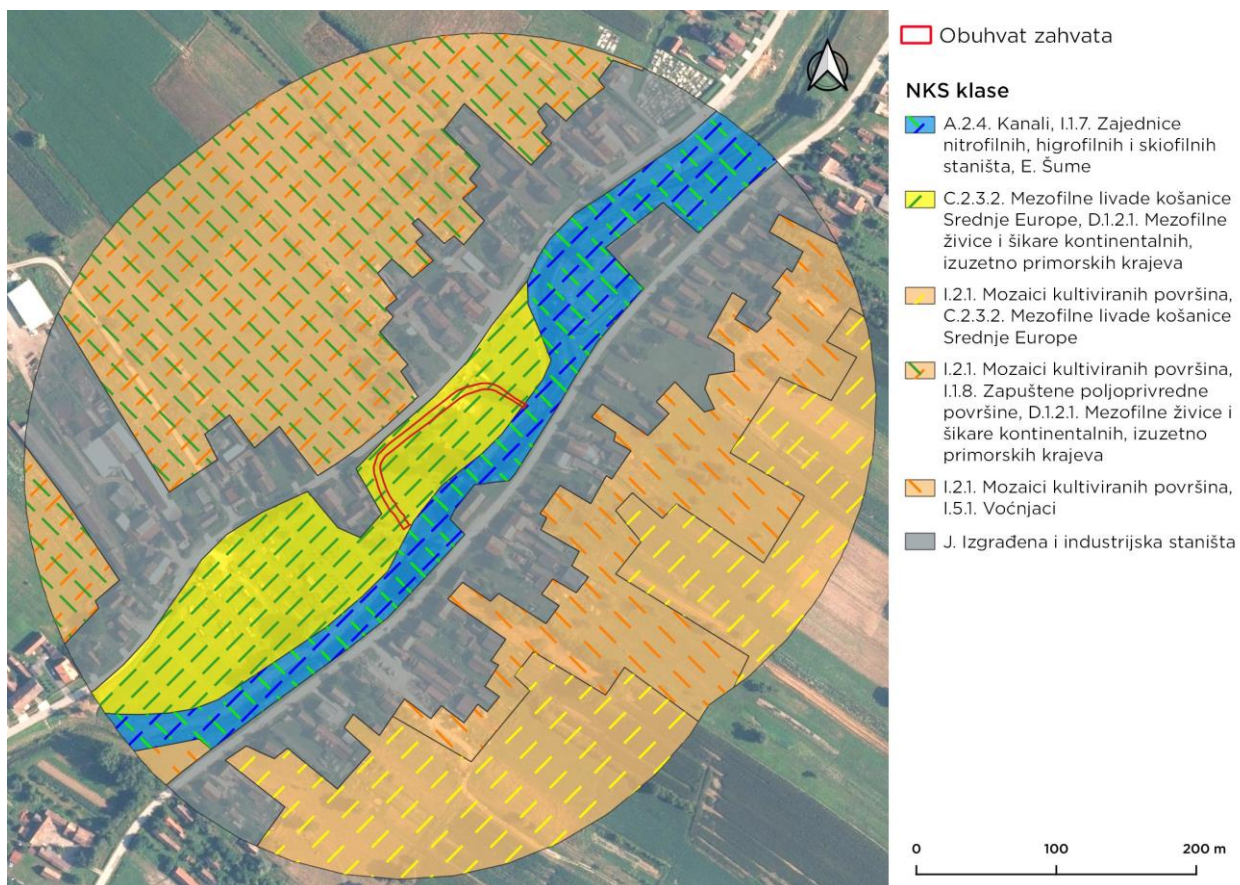 Obuhvat zahvata
NKS klase
A.2.4. Kanali, I.1.7. Zajednice
nitrofilnih, higrofilnih i skiofilnih
staništa, E. Šume
C.2.3.2. Mezofilne livade košanice
Srednje Europe, D.1.2.1. Mezofilne
živice i šikare kontinentalnih,
izuzetno primorskih krajeva
I.2.1. Mozaici kultiviranih površina,
C.2.3.2. Mezofilne livade košanice
Srednje Europe
I.2.1. Mozaici kultiviranih površina,
I.1.8. Zapuštene poljoprivredne
površine, D.1.2.1. Mezofilne živice i
šikare kontinentalnih, izuzetno
primorskih krajeva
I.2.1. Mozaici kultiviranih površina,
I.5.1. Voćnjaci
J. Izgrađena i industrijska staništa
0 100 200 m